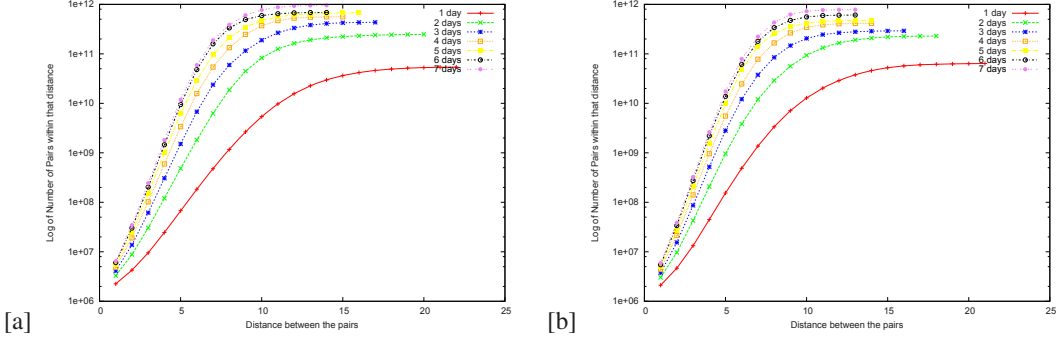 1e+12
1e+11
1e+10
1e+09
1e+08
1e+07
1e+06
0
5
10
15
20
25
Log of Number of Pairs within that distance
Distance between the pairs
1 day
2 days
3 days
4 days
5 days
6 days
7 days
[a]
1e+12
1e+11
1e+10
1e+09
1e+08
1e+07
1e+06
0
5
10
15
20
25
Log of Number of Pairs within that distance
Distance between the pairs
1 day
2 days
3 days
4 days
5 days
6 days
7 days
[b]